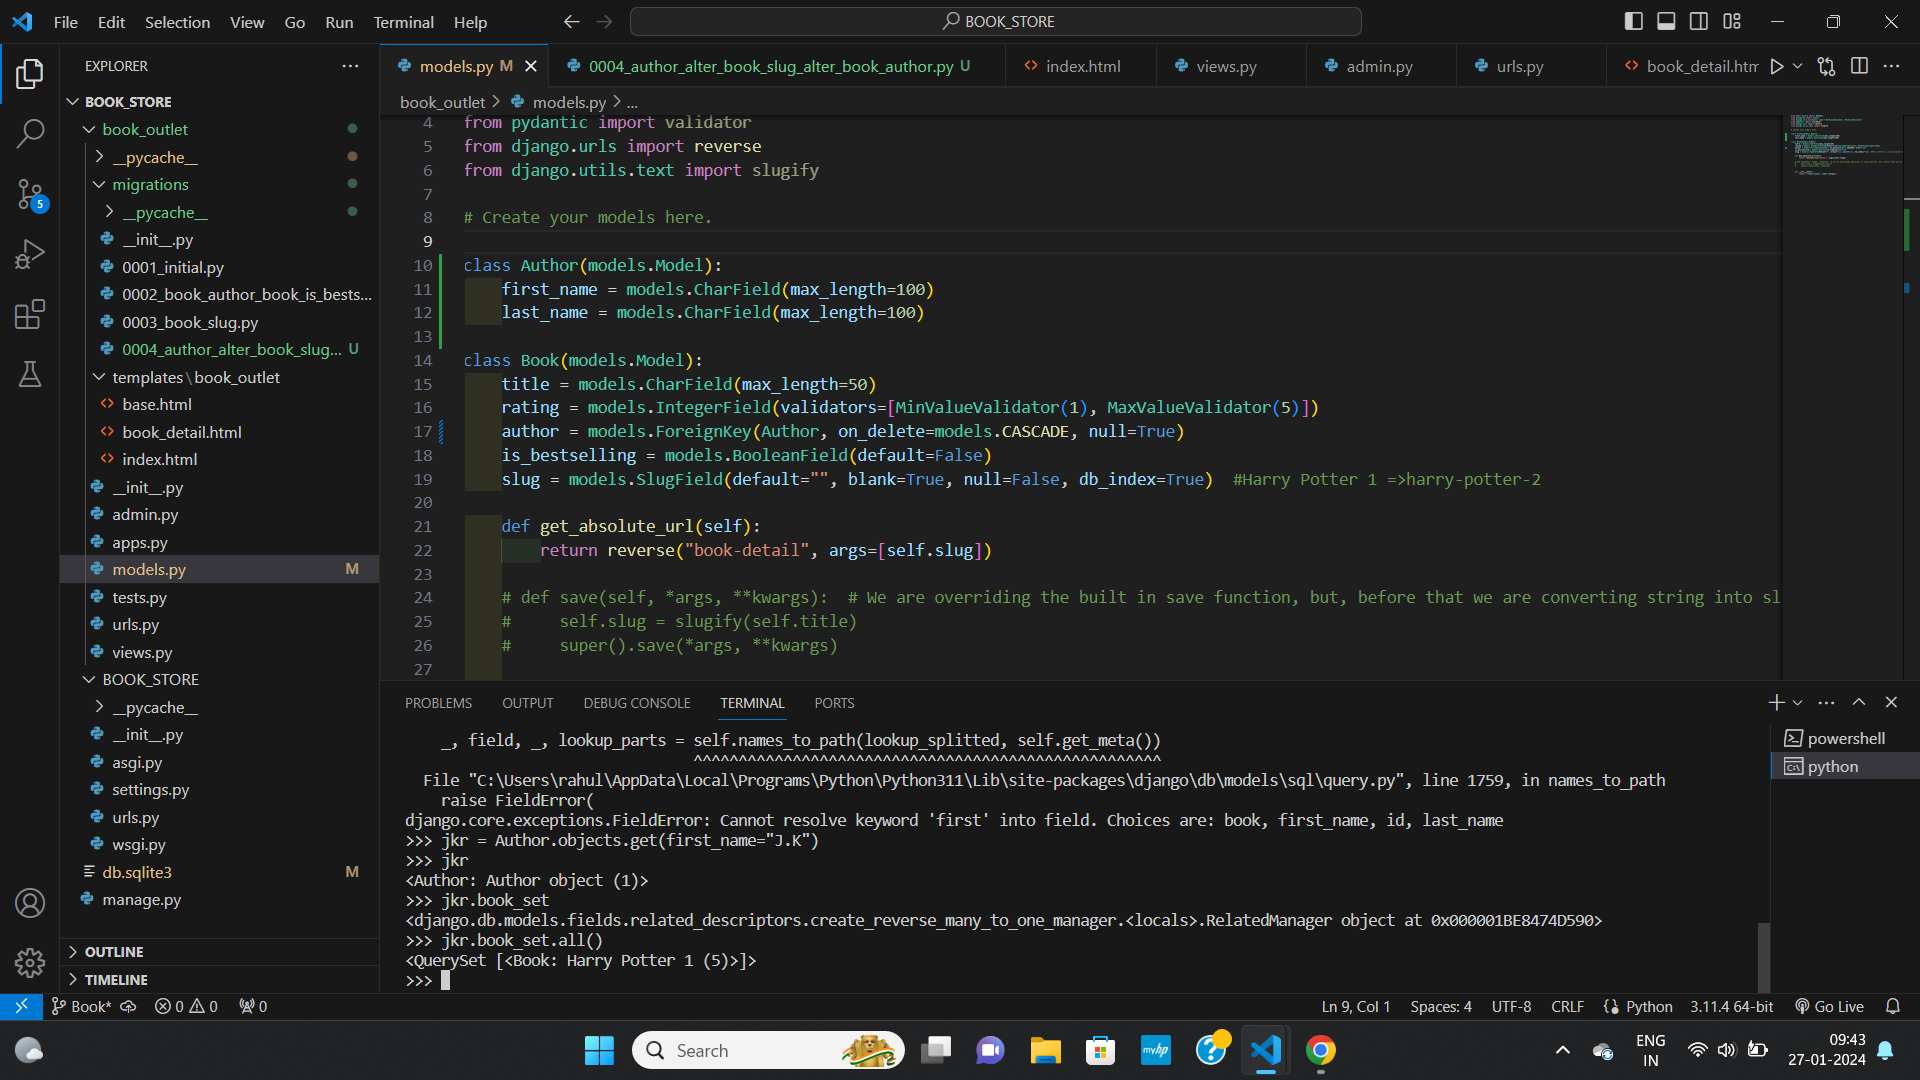 File Edit Selection View Go Run Terminal Help
BOOK_STORE
EXPLORER
BOOK_STORE
book_outlet
__pycache__
migrations
__pycache__
__init__.py
0001_initial.py
0002_book_author_book_is_bests...
0003_book_slug.py
0004_author_alter_book_slug... U
templates\book_outlet
base.html
book_detail.html
index.html
__init__.py
admin.py
apps.py
models.py M
tests.py
urls.py
views.py
BOOK_STORE
__pycache__
__init__.py
asgi.py
settings.py
urls.py
wsgi.py
db.sqlite3 M
manage.py
OUTLINE
TIMELINE
5
models.py M
0004_author_alter_book_slug_alter_book_author.py U
index.html
views.py
admin.py
urls.py
book_detail.htm
book_outlet > models.py > ...
4 from pydantic import validator
5 from django.urls import reverse
6 from django.utils.text import slugify
7
8 # Create your models here.
9
10 class Author(models.Model):
11 first_name = models.CharField(max_length=100)
12 last_name = models.CharField(max_length=100)
13
14 class Book(models.Model):
15 title = models.CharField(max_length=50)
16 rating = models.IntegerField(validators=[MinValueValidator(1), MaxValueValidator(5)])
17 author = models.ForeignKey(Author, on_delete=models.CASCADE, null=True)
18 is_bestselling = models.BooleanField(default=False)
19 slug = models.SlugField(default="", blank=True, null=False, db_index=True) #Harry Potter 1 =>harry-potter-2
20
21 def get_absolute_url(self):
22 return reverse("book-detail", args=[self.slug])
23
24 # def save(self, *args, **kwargs): # We are overriding the built in save function, but, before that we are converting string into sl
25 # self.slug = slugify(self.title)
26 # super().save(*args, **kwargs)
27
PROBLEMS OUTPUT DEBUG CONSOLE TERMINAL PORTS
_, field, _, lookup_parts = self.names_to_path(lookup_splitted, self.get_meta())
^^^^^^^^^^^^^^^^^^^^^^^^^^^^^^^^^^^^^^^^^^^^^^^^^^^^
File "C:\Users\rahul\AppData\Local\Programs\Python\Python311\Lib\site-packages\django\db\models\sql\query.py", line 1759, in names_to_path
raise FieldError(
django.core.exceptions.FieldError: Cannot resolve keyword 'first' into field. Choices are: book, first_name, id, last_name
>>> jkr = Author.objects.get(first_name="J.K")
>>> jkr
<Author: Author object (1)>
>>> jkr.book_set
<django.db.models.fields.related_descriptors.create_reverse_many_to_one_manager.<locals>.RelatedManager object at 0x000001BE8474D590>
>>> jkr.book_set.all()
<QuerySet [<Book: Harry Potter 1 (5)>]>
>>>
powershell
python
Book* 0 0 0
Ln 9, Col 1 Spaces: 4 UTF-8 CRLF Python 3.11.4 64-bit Go Live
Search
myhp
ENG
IN
09:43
27-01-2024